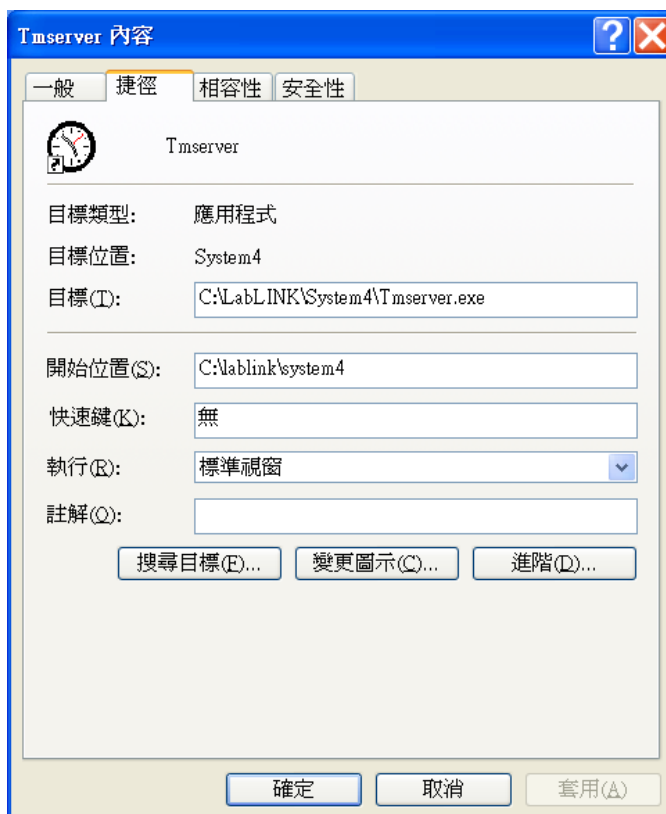 Tmserver 內容
一般 捷徑 相容性 安全性
Tmserver
目標類型: 應用程式
目標位置: System4
目標(T): C:\LabLINK\System4\Tmserver.exe
開始位置(S): C:\lablink\system4
快速鍵(K): 無
執行(R): 標準視窗
註解(O):
搜尋目標(F)... 變更圖示(C)... 進階(D)...
確定 取消 套用(A)